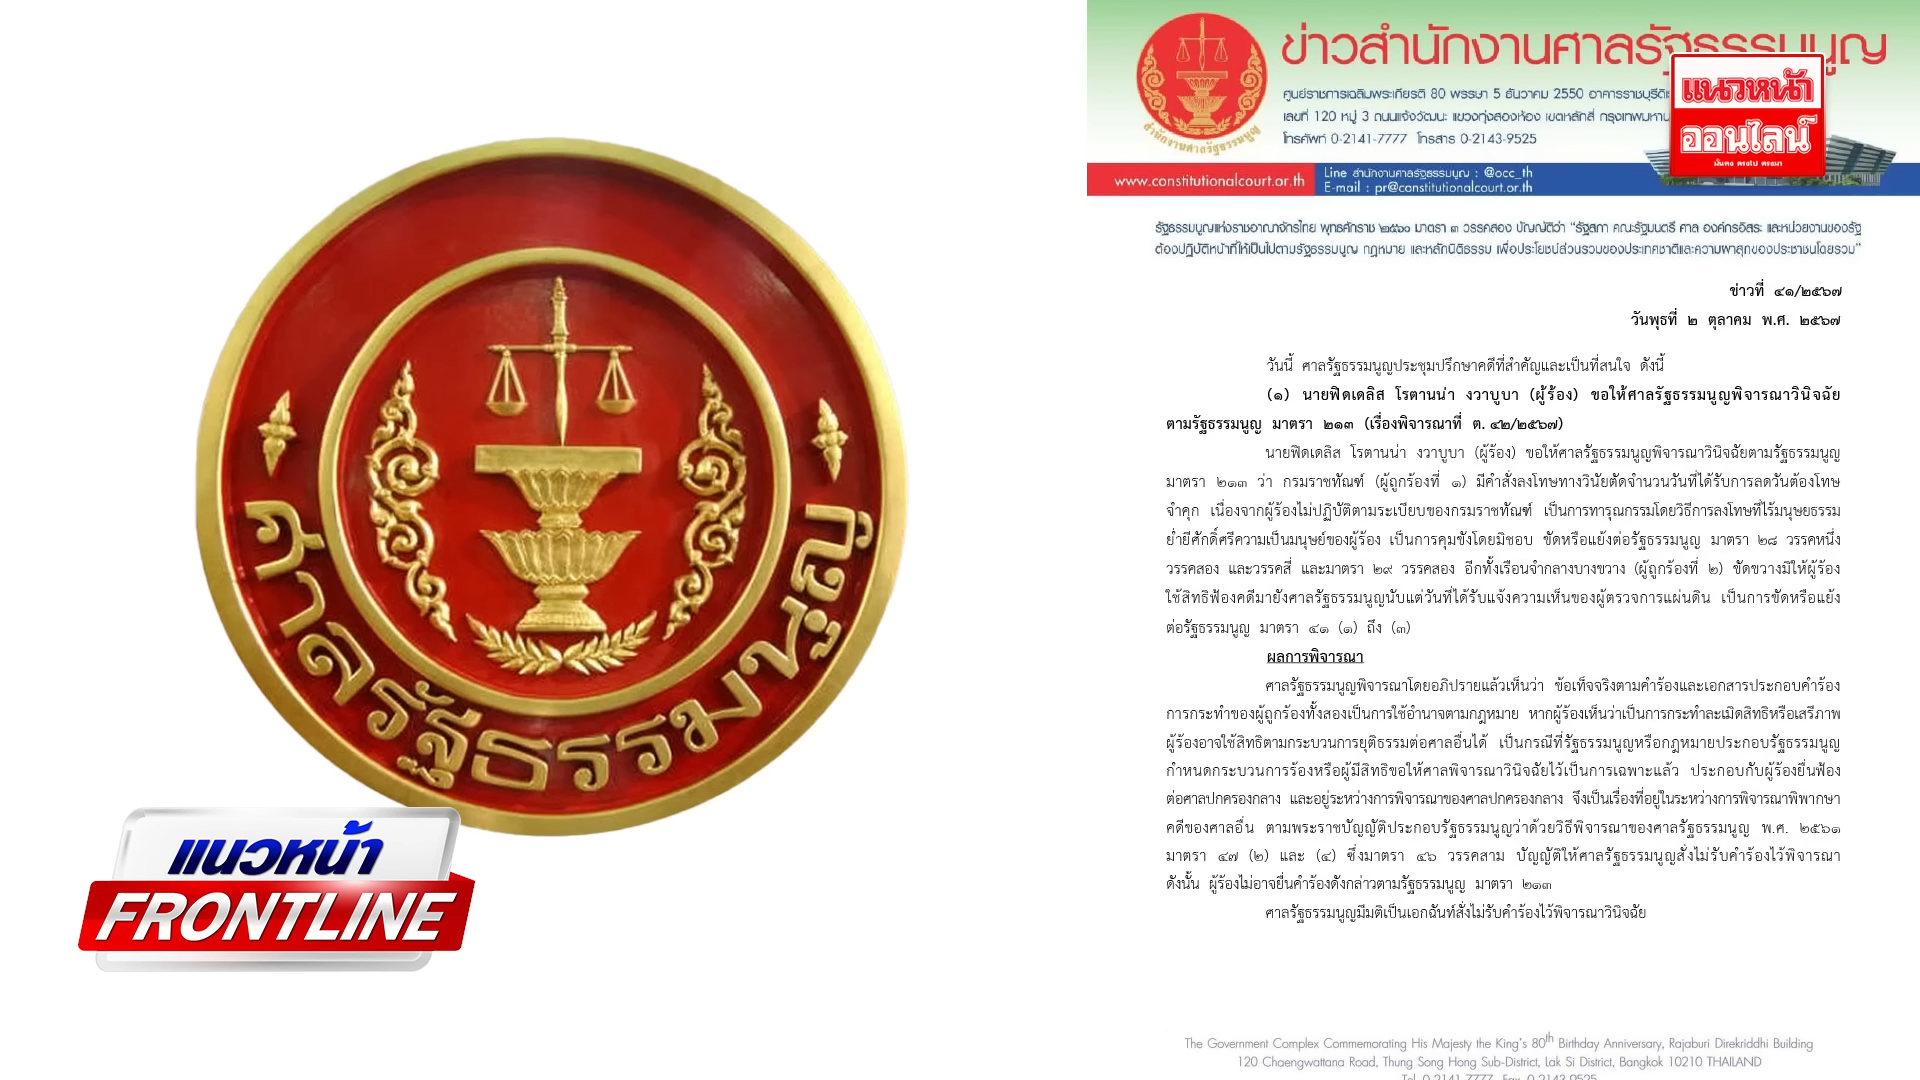 ศาลรัฐธรรมนูญ
แนวหน้า
FRONTLINE
ข่าวสำนักงานศาลรัฐธรรมนูญ
ศูนย์ราชการเฉลิมพระเกียรติ 80 พรรษา 5 ธันวาคม 2550 อาคารราชบุรีดิเ
เลขที่ 120 หมู่ 3 ถนนแจ้งวัฒนะ แขวงทุ่งสองห้อง เขตหลักสี่ กรุงเทพมหาน
โทรศัพท์ 0-2141-7777 โทรสาร 0-2143-9525
แนวหน้า
ออนไลน์
มั่นคง ตรงไป ตรงมา
www.constitutionalcourt.or.th
Line สำนักงานศาลรัฐธรรมนูญ : @occ_th
E-mail : pr@constitutionalcourt.or.th
สำนักงานศาลรัฐธรรมนูญ
รัฐธรรมนูญแห่งราชอาณาจักรไทย พุทธศักราช ๒๕๖๐ มาตรา ๓ วรรคสอง บัญญัติว่า “รัฐสภา คณะรัฐมนตรี ศาล องค์กรอิสระ และหน่วยงานของรัฐ
ต้องปฏิบัติหน้าที่ให้เป็นไปตามรัฐธรรมนูญ กฎหมาย และหลักนิติธรรม เพื่อประโยชน์ส่วนรวมของประเทศชาติและความผาสุกของประชาชนโดยรวม”
ข่าวที่ ๔๑/๒๕๖๗
วันพุธที่ ๒ ตุลาคม พ.ศ. ๒๕๖๗
วันนี้ ศาลรัฐธรรมนูญประชุมปรึกษาคดีที่สำคัญและเป็นที่สนใจ ดังนี้
(๑) นายฟิดเดลิส โรตานน่า งวาบูบา (ผู้ร้อง) ขอให้ศาลรัฐธรรมนูญพิจารณาวินิจฉัย
ตามรัฐธรรมนูญ มาตรา ๒๑๓ (เรื่องพิจารณาที่ ต. ๔๒/๒๕๖๗)
นายฟิดเดลิส โรตานน่า งวาบูบา (ผู้ร้อง) ขอให้ศาลรัฐธรรมนูญพิจารณาวินิจฉัยตามรัฐธรรมนูญ
มาตรา ๒๑๓ ว่า กรมราชทัณฑ์ (ผู้ถูกร้องที่ ๑) มีคำสั่งลงโทษทางวินัยตัดจำนวนวันที่ได้รับการลดวันต้องโทษ
จำคุก เนื่องจากผู้ร้องไม่ปฏิบัติตามระเบียบของกรมราชทัณฑ์ เป็นการทารุณกรรมโดยวิธีการลงโทษที่ไร้มนุษยธรรม
ย่ำยีศักดิ์ศรีความเป็นมนุษย์ของผู้ร้อง เป็นการคุมขังโดยมิชอบ ขัดหรือแย้งต่อรัฐธรรมนูญ มาตรา ๒๘ วรรคหนึ่ง
วรรคสอง และวรรคสี่ และมาตรา ๒๙ วรรคสอง อีกทั้งเรือนจำกลางบางขวาง (ผู้ถูกร้องที่ ๒) ขัดขวางมิให้ผู้ร้อง
ใช้สิทธิฟ้องคดีมายังศาลรัฐธรรมนูญนับแต่วันที่ได้รับแจ้งความเห็นของผู้ตรวจการแผ่นดิน เป็นการขัดหรือแย้ง
ต่อรัฐธรรมนูญ มาตรา ๔๑ (๑) ถึง (๓)
ผลการพิจารณา
ศาลรัฐธรรมนูญพิจารณาโดยอภิปรายแล้วเห็นว่า ข้อเท็จจริงตามคำร้องและเอกสารประกอบคำร้อง
การกระทำของผู้ถูกร้องทั้งสองเป็นการใช้อำนาจตามกฎหมาย หากผู้ร้องเห็นว่าเป็นการกระทำละเมิดสิทธิหรือเสรีภาพ
ผู้ร้องอาจใช้สิทธิตามกระบวนการยุติธรรมต่อศาลอื่นได้ เป็นกรณีที่รัฐธรรมนูญหรือกฎหมายประกอบรัฐธรรมนูญ
กำหนดกระบวนการร้องหรือผู้มีสิทธิขอให้ศาลพิจารณาวินิจฉัยไว้เป็นการเฉพาะแล้ว ประกอบกับผู้ร้องยื่นฟ้อง
ต่อศาลปกครองกลาง และอยู่ระหว่างการพิจารณาของศาลปกครองกลาง จึงเป็นเรื่องที่อยู่ในระหว่างการพิจารณาพิพากษา
คดีของศาลอื่น ตามพระราชบัญญัติประกอบรัฐธรรมนูญว่าด้วยวิธีพิจารณาของศาลรัฐธรรมนูญ พ.ศ. ๒๕๖๑
มาตรา ๔๗ (๒) และ (๔) ซึ่งมาตรา ๔๖ วรรคสาม บัญญัติให้ศาลรัฐธรรมนูญสั่งไม่รับคำร้องไว้พิจารณา
ดังนั้น ผู้ร้องไม่อาจยื่นคำร้องดังกล่าวตามรัฐธรรมนูญ มาตรา ๒๑๓
ศาลรัฐธรรมนูญมีมติเป็นเอกฉันท์สั่งไม่รับคำร้องไว้พิจารณาวินิจฉัย
The Government Complex Commemorating His Majesty the King's 80th Birthday Anniversary, Rajaburi Direkriddhi Building
120 Chaengwattana Road, Thung Song Hong Sub-District, Lak Si District, Bangkok 10210 THAILAND
Tel. 0-2141-7777 Fax. 0-2143-9525